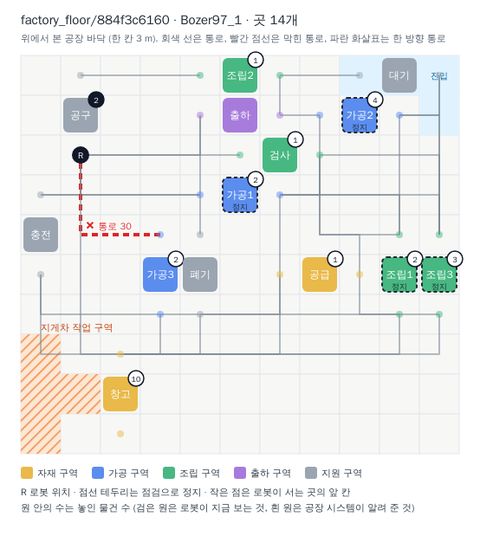 factory_floor/884f3c6160 · Bozer97_1 · 곳 14개
위에서 본 공장 바닥 (한 칸 3 m). 회색 선은 통로, 빨간 점선은 막힌 통로, 파란 화살표는 한 방향 통로
1
조립2
대기
진입
2
공구
출하
4
가공2
정지
1
검사
R
2
가공1
정지
✕ 통로 30
충전
2
가공3
폐기
1
공급
2
조립1
정지
3
조립3
정지
지게차 작업 구역
10
창고
자재 구역 가공 구역 조립 구역 출하 구역 지원 구역
R 로봇 위치 · 점선 테두리는 점검으로 정지 · 작은 점은 로봇이 서는 곳의 앞 칸
원 안의 수는 놓인 물건 수 (검은 원은 로봇이 지금 보는 것, 흰 원은 공장 시스템이 알려 준 것)